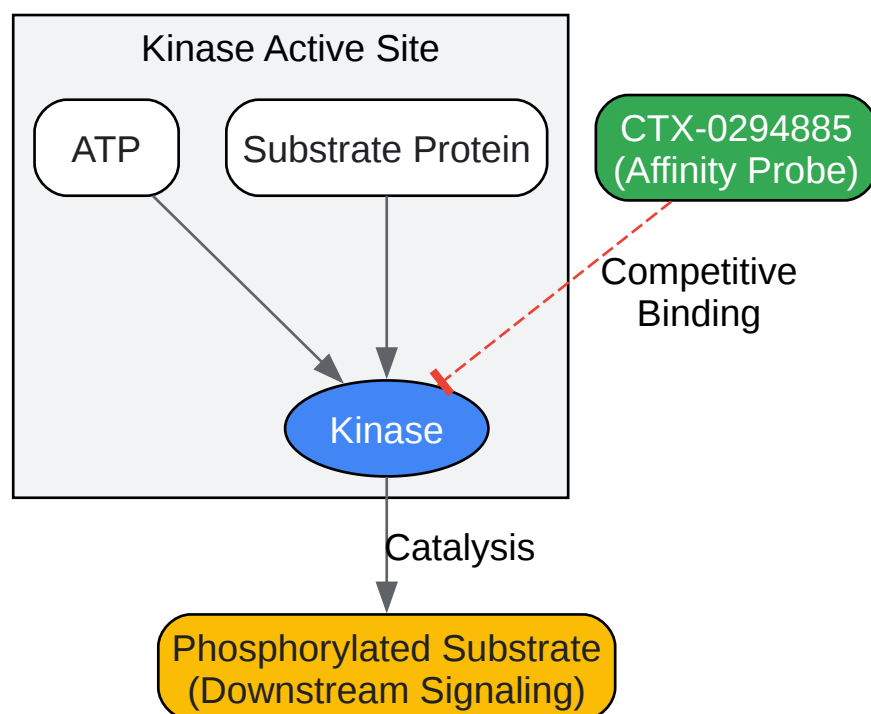 Kinase Active Site
ATP
Substrate Protein
CTX-0294885
(Affinity Probe)
Competitive
Binding
Kinase
Catalysis
Phosphorylated Substrate
(Downstream Signaling)